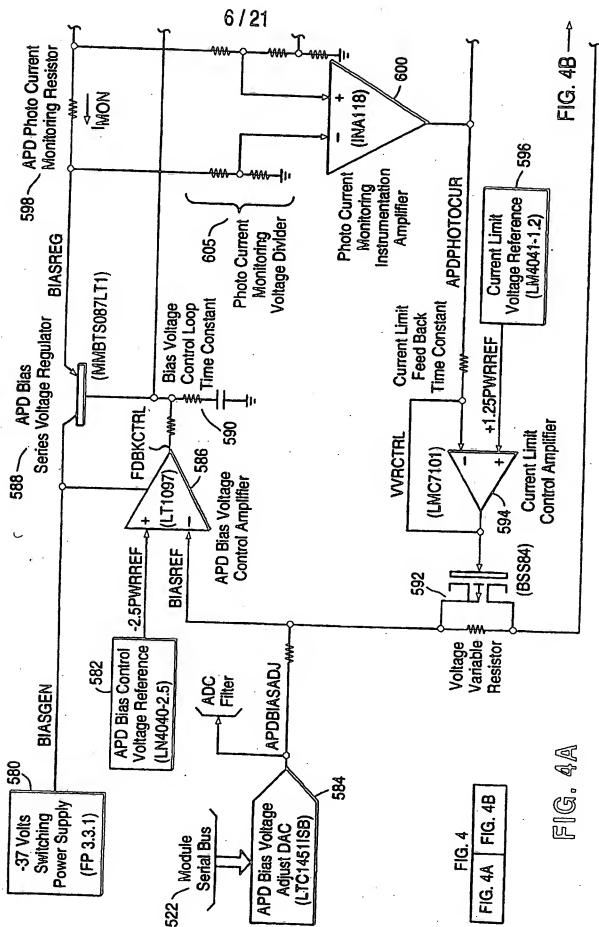 6 / 21
580
-37 Volts
Switching
Power Supply
(FP 3.3.1)
BIASGEN
588
APD Bias
Series Voltage Regulator
(MMBTS087LT1)
BIASREG
598
APD Photo Current
Monitoring Resistor
IMON
605
Photo Current
Monitoring
Voltage Divider
582
APD Bias Control
Voltage Reference
(LN4040-2.5)
-2.5PWRREF
BIASREF
+
(LT1097)
−
FDBKCTRL
586
APD Bias Voltage
Control Amplifier
Bias Voltage
Control Loop
Time Constant
590
−
+
(INA118)
600
Photo Current
Monitoring
Instrumentation
Amplifier
522
Module
Serial Bus
APD Bias Voltage
Adjust DAC
(LTC1451ISB)
584
ADC
Filter
APDBIASADJ
592
Voltage
Variable
Resistor
(BSS84)
VVRCTRL
−
(LMC7101)
+
594
Current Limit
Control Amplifier
Current Limit
Feed Back
Time Constant
APDPHOTOCUR
+1.25PWRREF
596
Current Limit
Voltage Reference
(LM4041-1.2)
FIG. 4
FIG. 4A
FIG. 4B
FIG. 4A
FIG. 4B